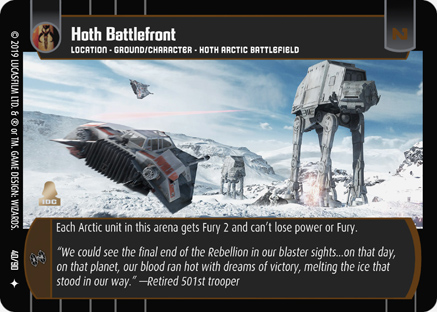 Hoth Battlefront
LOCATION - GROUND/CHARACTER - HOTH ARCTIC BATTLEFIELD
2
© 2019 LUCASFILM LTD. & ® OR TM. GAME DESIGN: WIZARDS.
IDC
40/90
Each Arctic unit in this arena gets Fury 2 and can't lose power or Fury.
"We could see the final end of the Rebellion in our blaster sights...on that day,
on that planet, our blood ran hot with dreams of victory, melting the ice that
stood in our way." —Retired 501st trooper